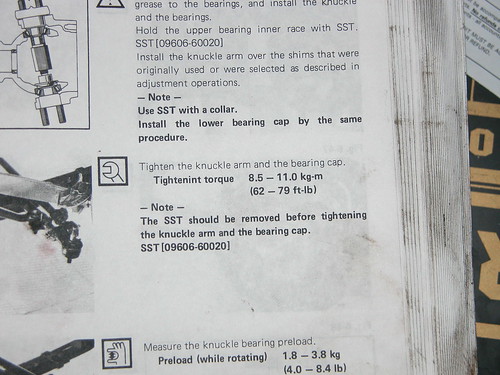 grease to the bearings, and install the knuckle
and the bearings.
Hold the upper bearing inner race with SST.
SST[09606-60020]
Install the knuckle arm over the shims that were
originally used or were selected as described in
adjustment operations.
— Note —
Use SST with a collar.
Install the lower bearing cap by the same
procedure.
Tighten the knuckle arm and the bearing cap.
Tightenint torque 8.5 — 11.0 kg-m
(62 — 79 ft-lb)
— Note —
The SST should be removed before tightening
the knuckle arm and the bearing cap.
SST[09606-60020]
Measure the knuckle bearing preload.
Preload (while rotating) 1.8 — 3.8 kg
(4.0 — 8.4 lb)